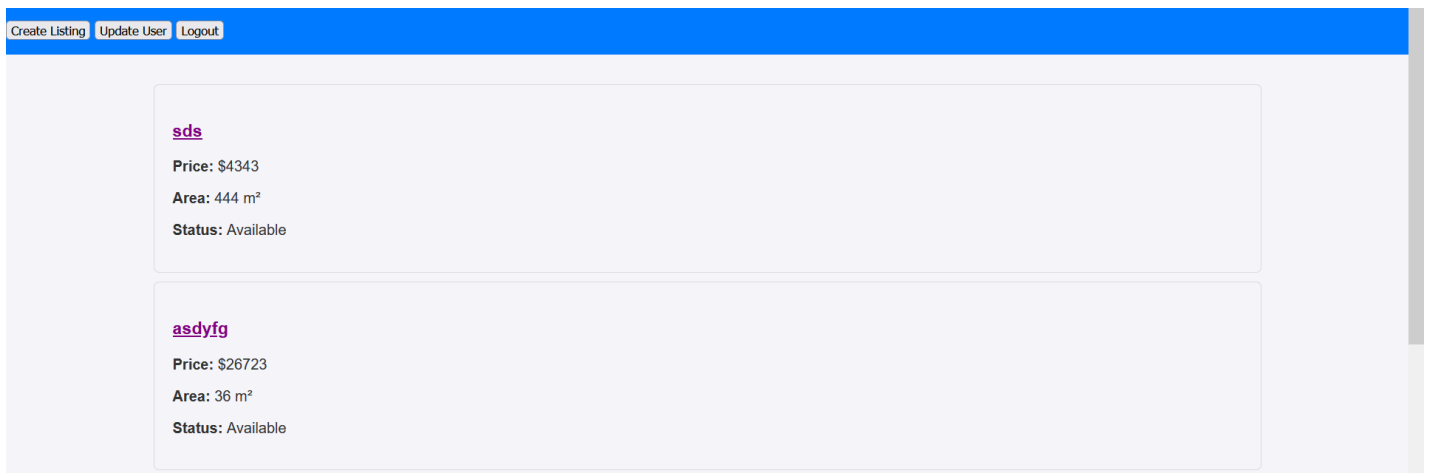 Create Listing Update User Logout
sds
Price: $4343
Area: 444 m²
Status: Available
asdyfg
Price: $26723
Area: 36 m²
Status: Available